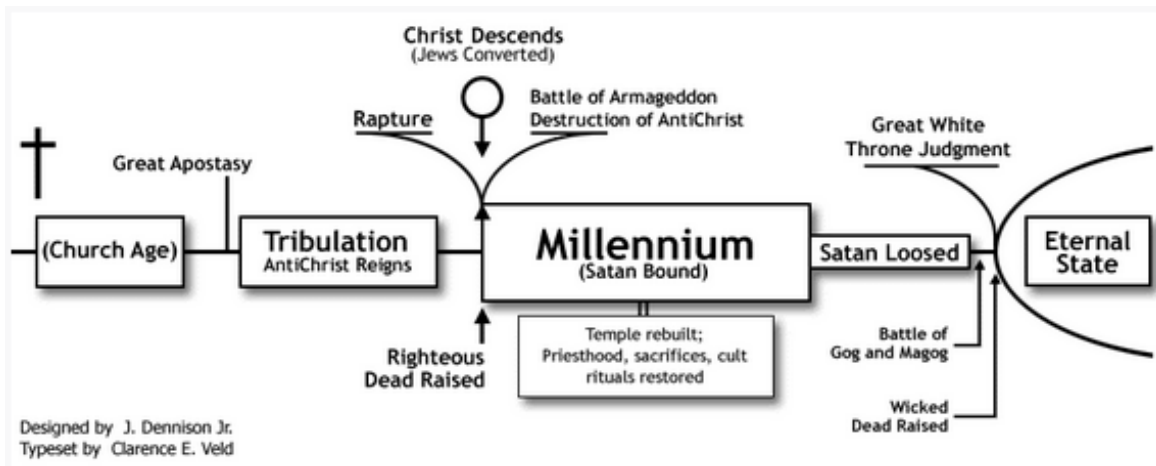 Christ Descends
(Jews Converted)
Rapture
Battle of Armageddon
Destruction of AntiChrist
Great White
Throne Judgment
Great Apostasy
(Church Age)
Tribulation
AntiChrist Reigns
Millennium
(Satan Bound)
Satan Loosed
Eternal
State
Righteous
Dead Raised
Temple rebuilt;
Priesthood, sacrifices, cult
rituals restored
Battle of
Gog and Magog
Wicked
Dead Raised
Designed by J. Dennison Jr.
Typeset by Clarence E. Veld